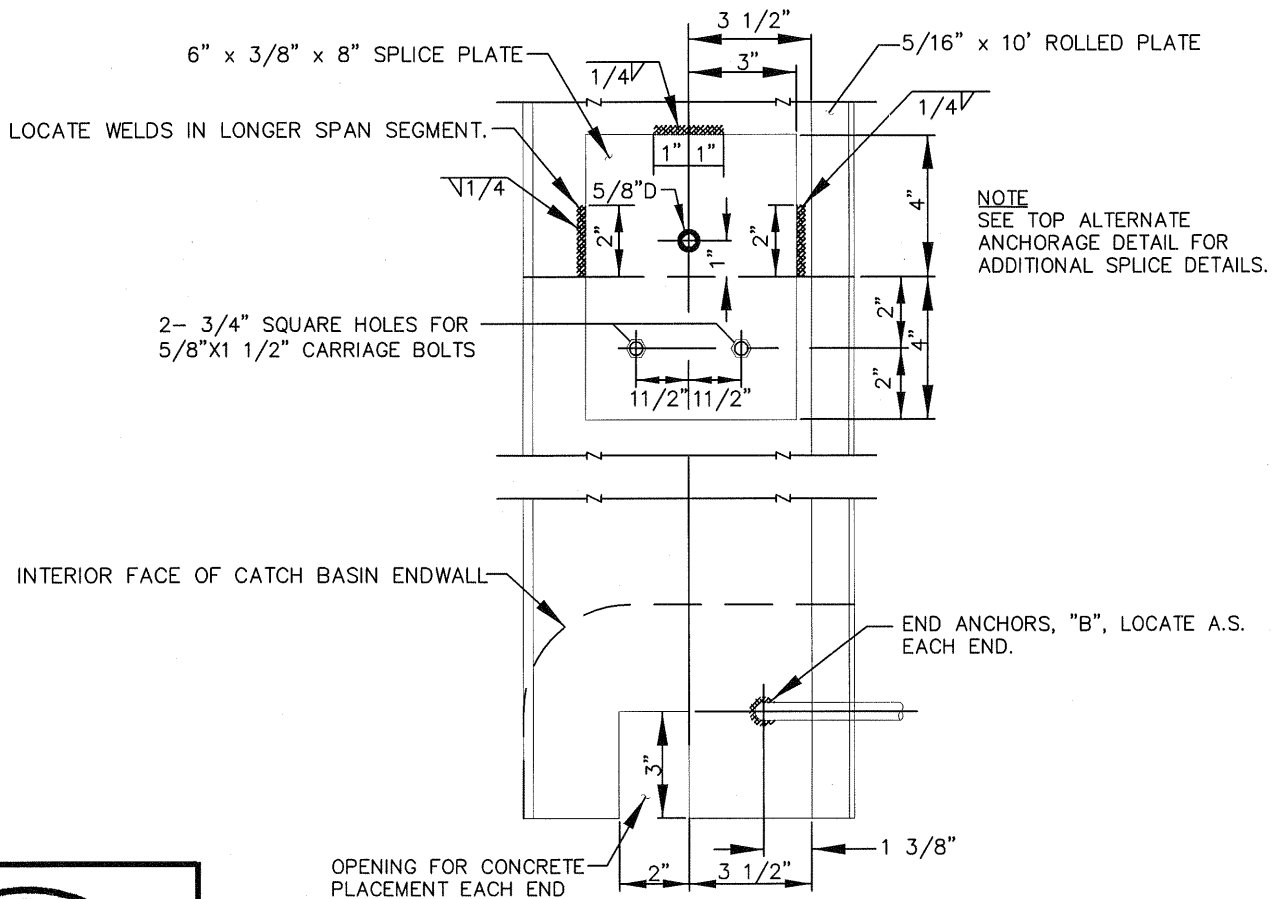 3 1/2"
6" x 3/8" x 8" SPLICE PLATE
5/16" x 10' ROLLED PLATE
3"
1/4
1/4
LOCATE WELDS IN LONGER SPAN SEGMENT.
1" 1"
1/4
5/8"D
4"
NOTE
SEE TOP ALTERNATE
ANCHORAGE DETAIL FOR
ADDITIONAL SPLICE DETAILS.
2"
2"
1"
2- 3/4" SQUARE HOLES FOR
5/8"X1 1/2" CARRIAGE BOLTS
2"
4"
2"
11/2" 11/2"
INTERIOR FACE OF CATCH BASIN ENDWALL
END ANCHORS, "B", LOCATE A.S.
EACH END.
3"
1 3/8"
OPENING FOR CONCRETE
PLACEMENT EACH END
2"
3 1/2"